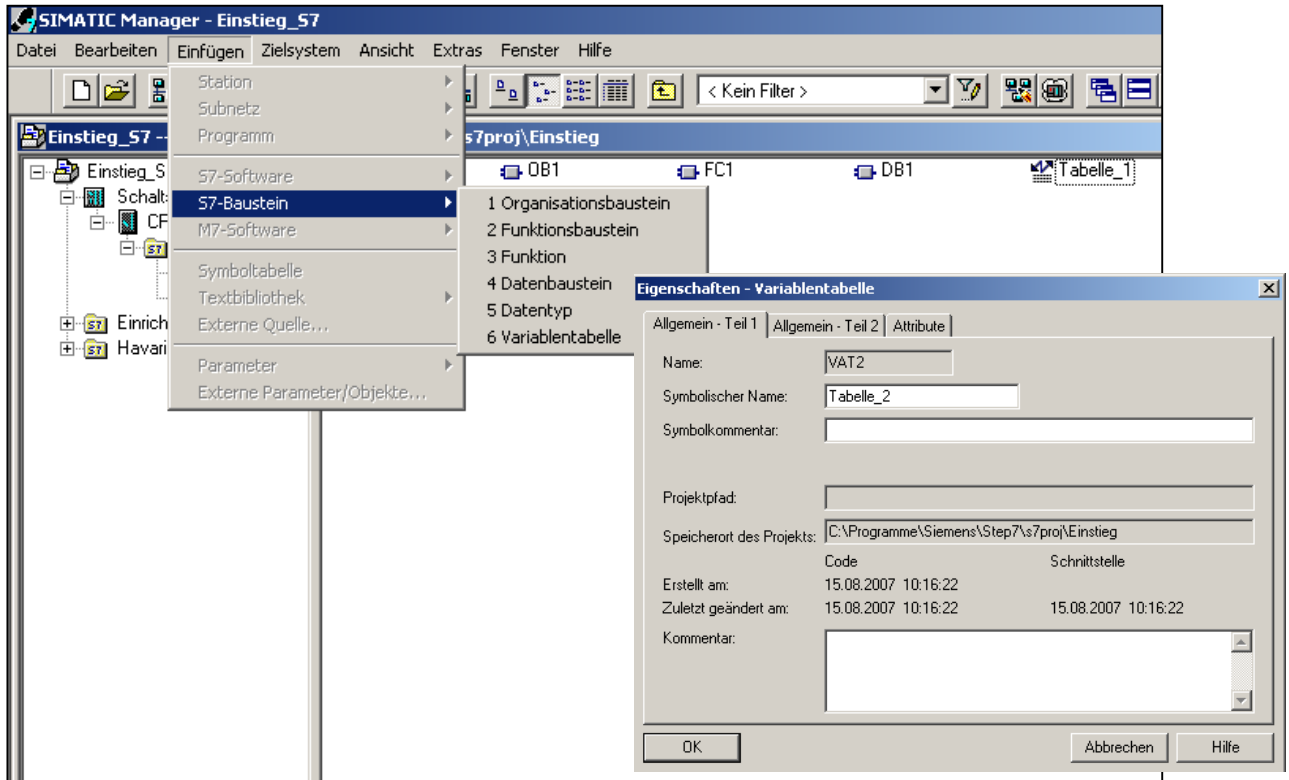 SIMATIC Manager - Einstieg_S7
Datei Bearbeiten Einfügen Zielsystem Ansicht Extras Fenster Hilfe
< Kein Filter >
Einstieg_S7 --
s7proj\Einstieg
Einstieg_S
Schalt
CF
S7
S7 Einrich
S7 Havari
Station
Subnetz
Programm
S7-Software
S7-Baustein
M7-Software
Symboltabelle
Textbibliothek
Externe Quelle...
Parameter
Externe Parameter/Objekte...
1 Organisationsbaustein
2 Funktionsbaustein
3 Funktion
4 Datenbaustein
5 Datentyp
6 Variablentabelle
OB1 FC1 DB1 Tabelle_1
Eigenschaften - Variablentabelle
Allgemein - Teil 1 Allgemein - Teil 2 Attribute
Name: VAT2
Symbolischer Name: Tabelle_2
Symbolkommentar:
Projektpfad:
Speicherort des Projekts: C:\Programme\Siemens\Step7\s7proj\Einstieg
Code Schnittstelle
Erstellt am: 15.08.2007 10:16:22
Zuletzt geändert am: 15.08.2007 10:16:22 15.08.2007 10:16:22
Kommentar:
OK Abbrechen Hilfe